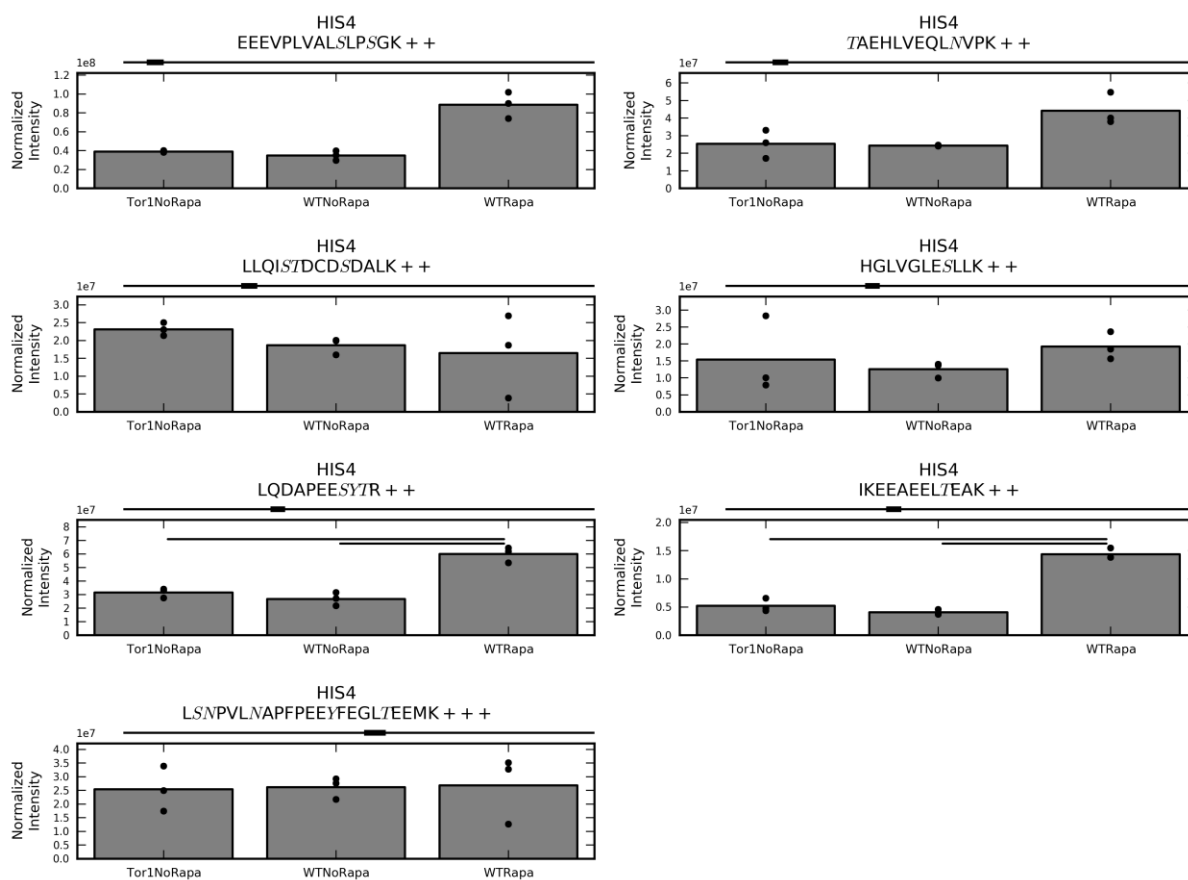 HIS4
EEEVPLVALSLPSGK++
1e8
1.2
1.0
0.8
0.6
0.4
0.2
0.0
Normalized
Intensity
Tor1NoRapa WTNoRapa WTRapa
HIS4
TAEHLVEQLNVPK++
1e7
6
5
4
3
2
1
0
Normalized
Intensity
Tor1NoRapa WTNoRapa WTRapa
HIS4
LLQISTDCDSDALK++
1e7
3.0
2.5
2.0
1.5
1.0
0.5
0.0
Normalized
Intensity
Tor1NoRapa WTNoRapa WTRapa
HIS4
HGLVGLESLLK++
1e7
3.0
2.5
2.0
1.5
1.0
0.5
0.0
Normalized
Intensity
Tor1NoRapa WTNoRapa WTRapa
HIS4
LQDAPEESYTR++
1e7
8
7
6
5
4
3
2
1
0
Normalized
Intensity
Tor1NoRapa WTNoRapa WTRapa
HIS4
IKEEAEELTEAK++
1e7
2.0
1.5
1.0
0.5
0.0
Normalized
Intensity
Tor1NoRapa WTNoRapa WTRapa
HIS4
LSNPVLNAPFPEEYFEGLTEEMK+++
1e7
4.0
3.5
3.0
2.5
2.0
1.5
1.0
0.5
0.0
Normalized
Intensity
Tor1NoRapa WTNoRapa WTRapa